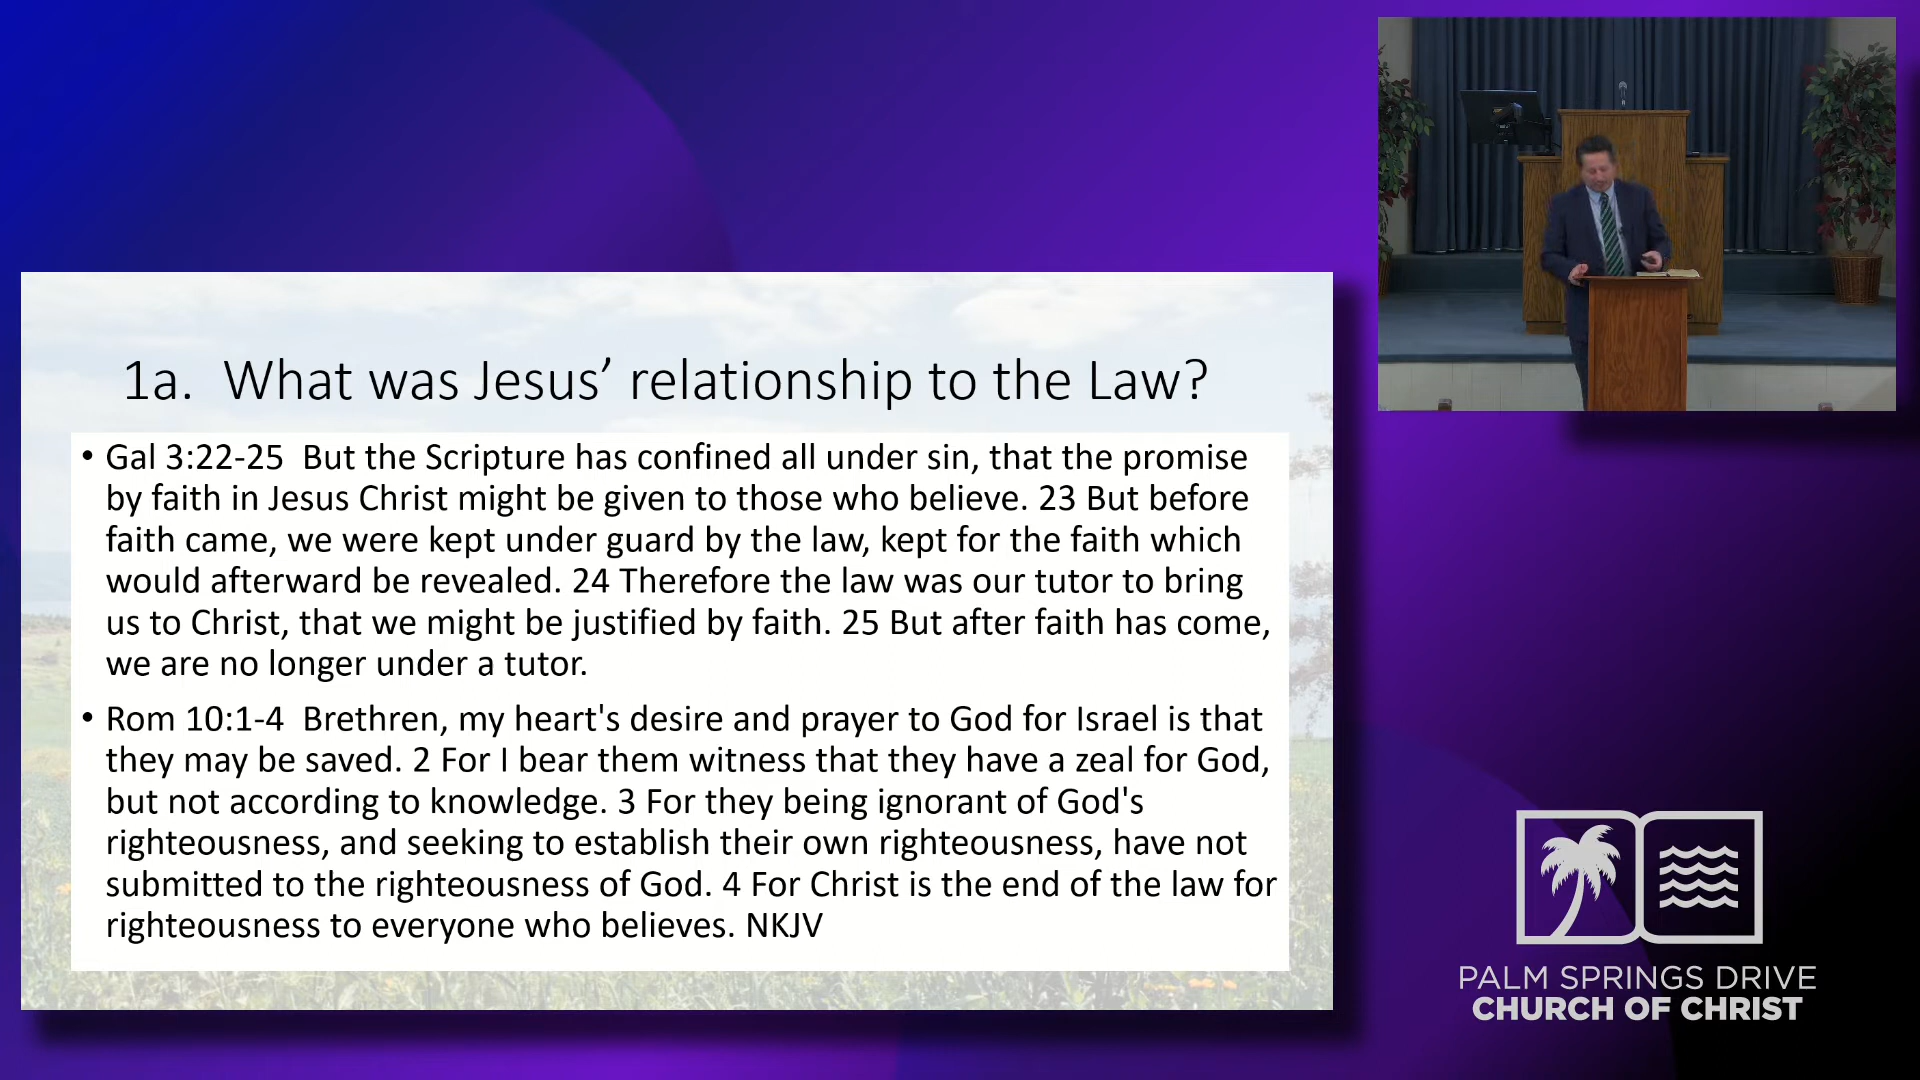 1a.  What was Jesus’ relationship to the Law?
• Gal 3:22-25  But the Scripture has confined all under sin, that the promise
by faith in Jesus Christ might be given to those who believe. 23 But before
faith came, we were kept under guard by the law, kept for the faith which
would afterward be revealed. 24 Therefore the law was our tutor to bring
us to Christ, that we might be justified by faith. 25 But after faith has come,
we are no longer under a tutor.
• Rom 10:1-4  Brethren, my heart's desire and prayer to God for Israel is that
they may be saved. 2 For I bear them witness that they have a zeal for God,
but not according to knowledge. 3 For they being ignorant of God's
righteousness, and seeking to establish their own righteousness, have not
submitted to the righteousness of God. 4 For Christ is the end of the law for
righteousness to everyone who believes. NKJV
PALM SPRINGS DRIVE
CHURCH OF CHRIST